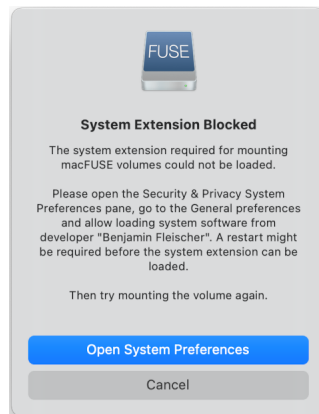 FUSE
System Extension Blocked
The system extension required for mounting
macFUSE volumes could not be loaded.
Please open the Security & Privacy System
Preferences pane, go to the General preferences
and allow loading system software from
developer "Benjamin Fleischer". A restart might
be required before the system extension can be
loaded.
Then try mounting the volume again.
Open System Preferences
Cancel